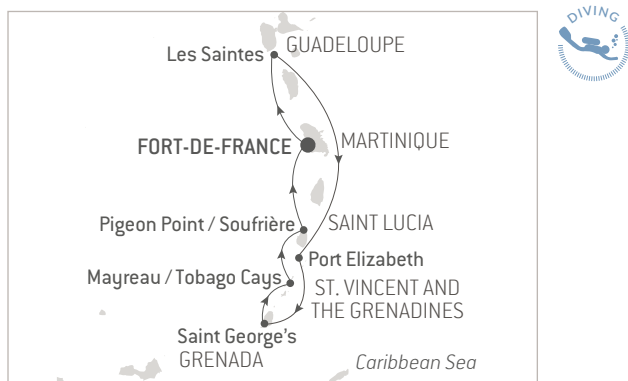 DIVING
Les Saintes
GUADELOUPE
FORT-DE-FRANCE
MARTINIQUE
Pigeon Point / Soufrière
SAINT LUCIA
Port Elizabeth
Mayreau / Tobago Cays
ST. VINCENT AND
THE GRENADINES
Saint George's
GRENADA
Caribbean Sea